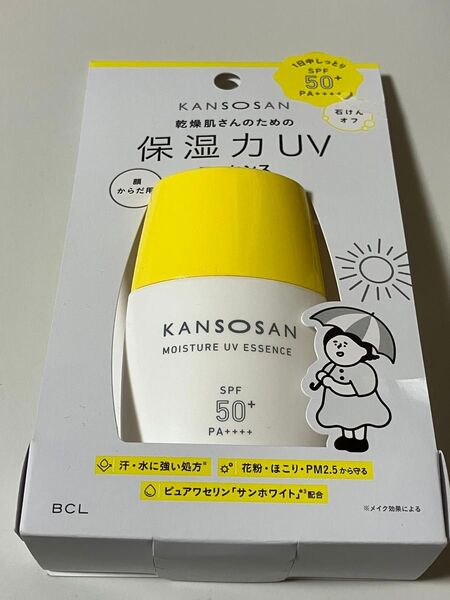 1日中しっとり
SPF
50+
PA++++
石けん
オフ
KANSOSAN
乾燥肌さんのための
保湿力UV
顔
からだ用
KANSOSAN
MOISTURE UV ESSENCE
SPF
50+
PA++++
汗・水に強い処方※
花粉・ほこり・PM2.5から守る
ピュアワセリン「サンホワイト」※3配合
BCL
※メイク効果による